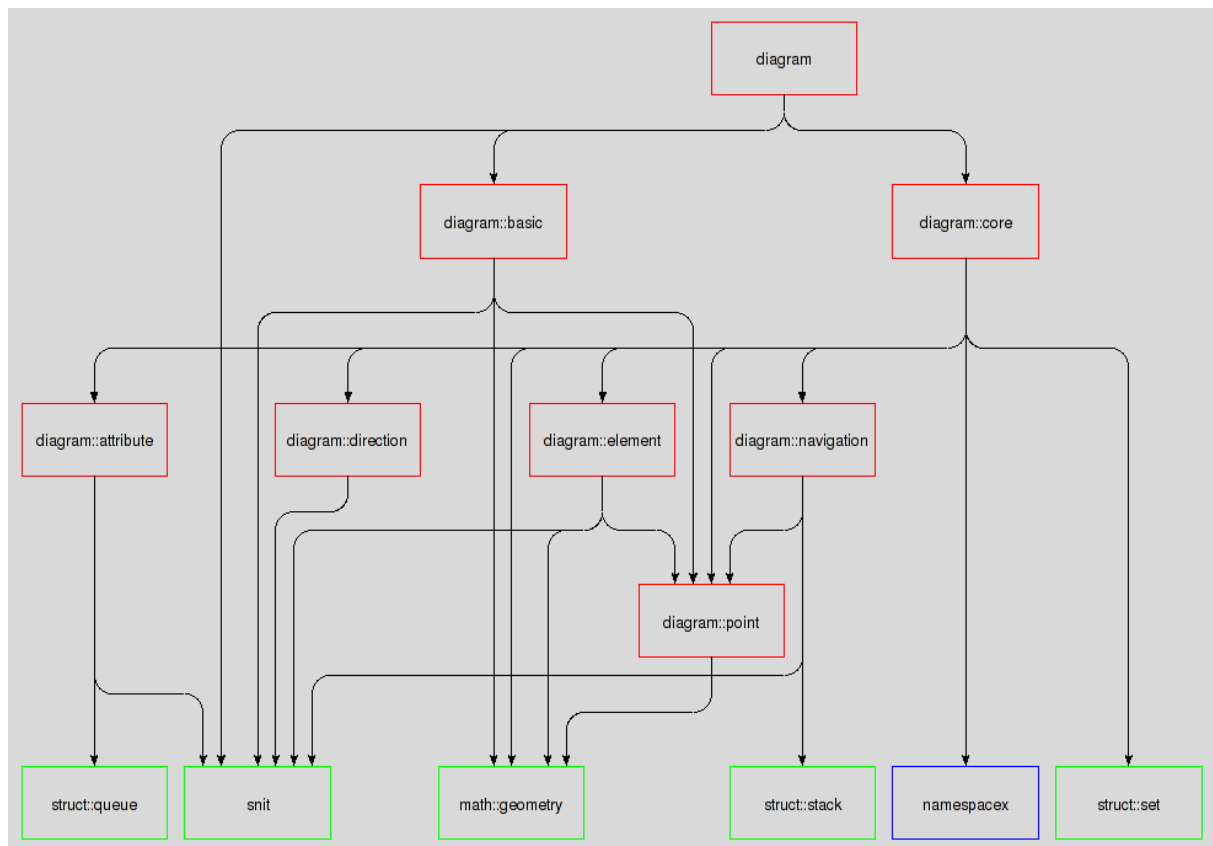 diagram
diagram::basic
diagram::core
diagram::attribute
diagram::direction
diagram::element
diagram::navigation
diagram::point
struct::queue
snit
math::geometry
struct::stack
namespacex
struct::set